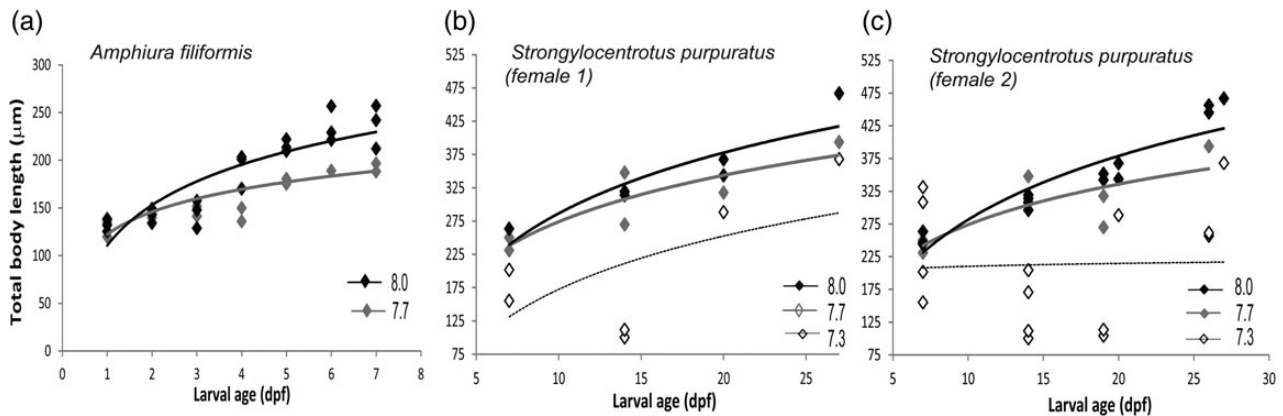 (a)
Amphiura filiformis
Total body length (μm)
300
250
200
150
100
50
0
0 1 2 3 4 5 6 7 8
Larval age (dpf)
8.0
7.7
(b)
Strongylocentrotus purpuratus
(female 1)
525
475
425
375
325
275
225
175
125
75
5 10 15 20 25
Larval age (dpf)
8.0
7.7
7.3
(c)
Strongylocentrotus purpuratus
(female 2)
525
475
425
375
325
275
225
175
125
75
5 10 15 20 25 30
Larval age (dpf)
8.0
7.7
7.3